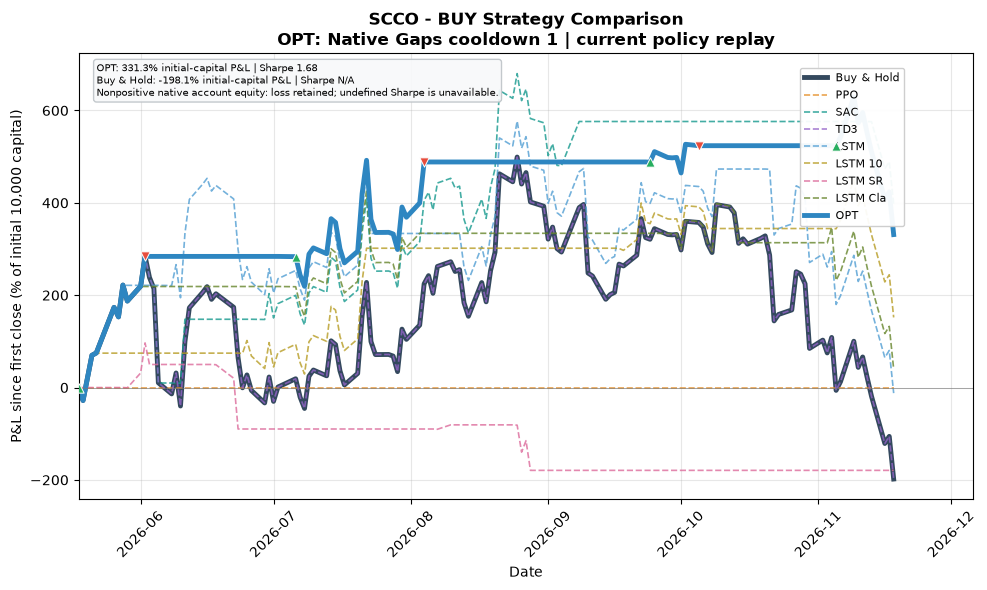 SCCO - BUY Strategy Comparison
OPT: Native Gaps cooldown 1 | current policy replay
OPT: 331.3% initial-capital P&L | Sharpe 1.68
Buy & Hold: -198.1% initial-capital P&L | Sharpe N/A
Nonpositive native account equity: loss retained; undefined Sharpe is unavailable.
Buy & Hold
PPO
SAC
TD3
LSTM
LSTM 10
LSTM SR
LSTM Cla
OPT
P&L since first close (% of initial 10,000 capital)
600
400
200
0
−200
2026-06
2026-07
2026-08
2026-09
2026-10
2026-11
2026-12
Date